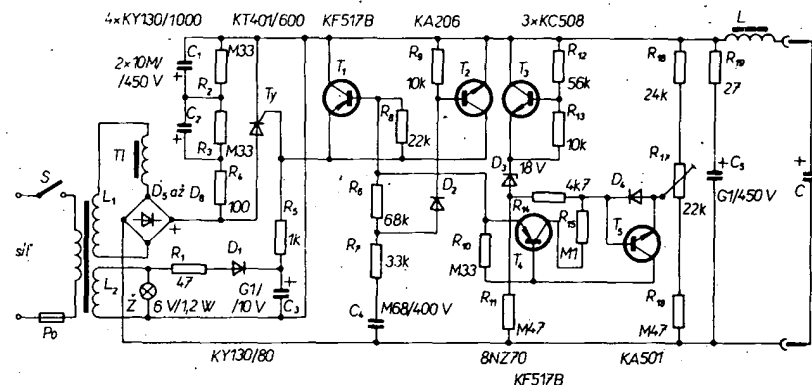 4×KY130/1000 KT401/600 KF517B KA206 3×KC508
L
C1
2×10M/
/450 V
M33
R2
C2
R3
M33
R4
100
Ty
T1
R8
22k
R9
10k
T2
T3
R12
56k
R13
10k
R16
24k
R19
27
S
síť
Po
L1
L2
Tl
D5 až D8
+
R1
47
D1
Ž
6 V/1,2 W
G1/
/10 V
C3
R5
1k
R6
68k
R7
33k
C4
M68/400 V
D2
R10
M33
D3
18 V
R14
4k7
R15
M1
T4
R11
M47
D4
T5
R17
22k
R18
M47
C5
G1/450 V
C
KY130/80
8NZ70
KA501
KF517B